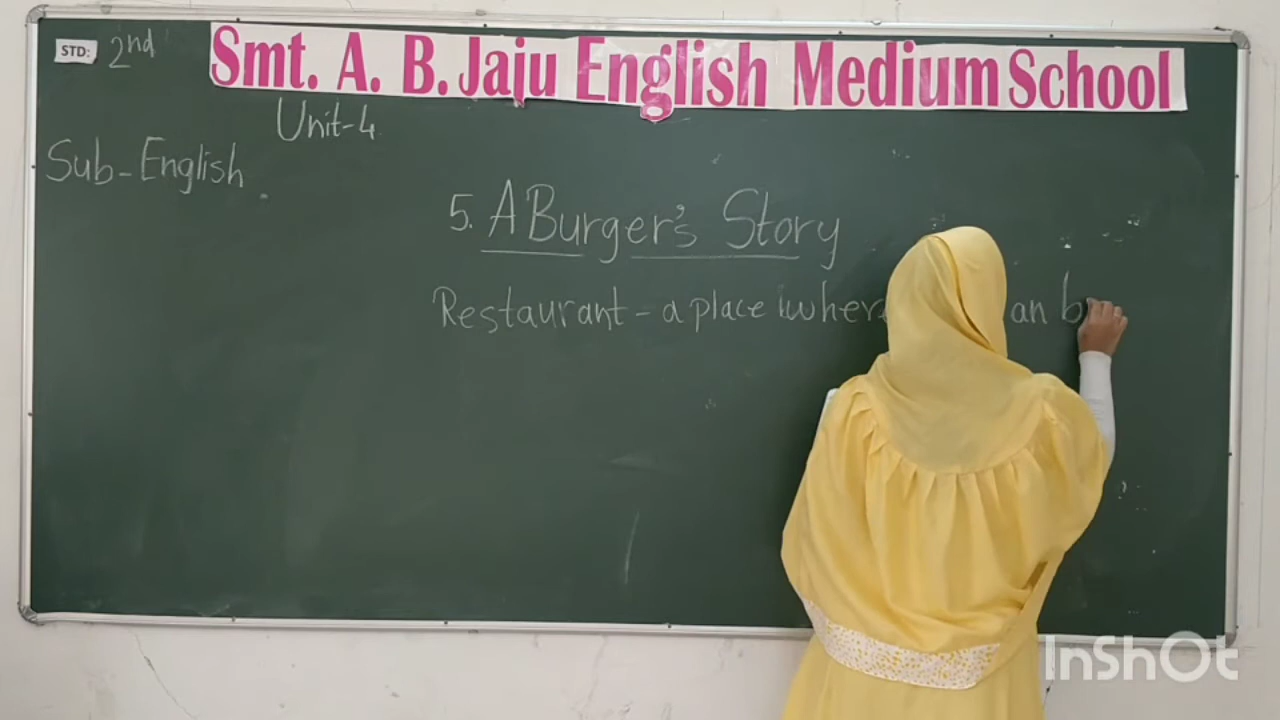 STD: 2nd
Smt. A. B. Jaju English Medium School
Unit-4
Sub-English
5. A Burger's Story
Restaurant - a place where an b
InShOt